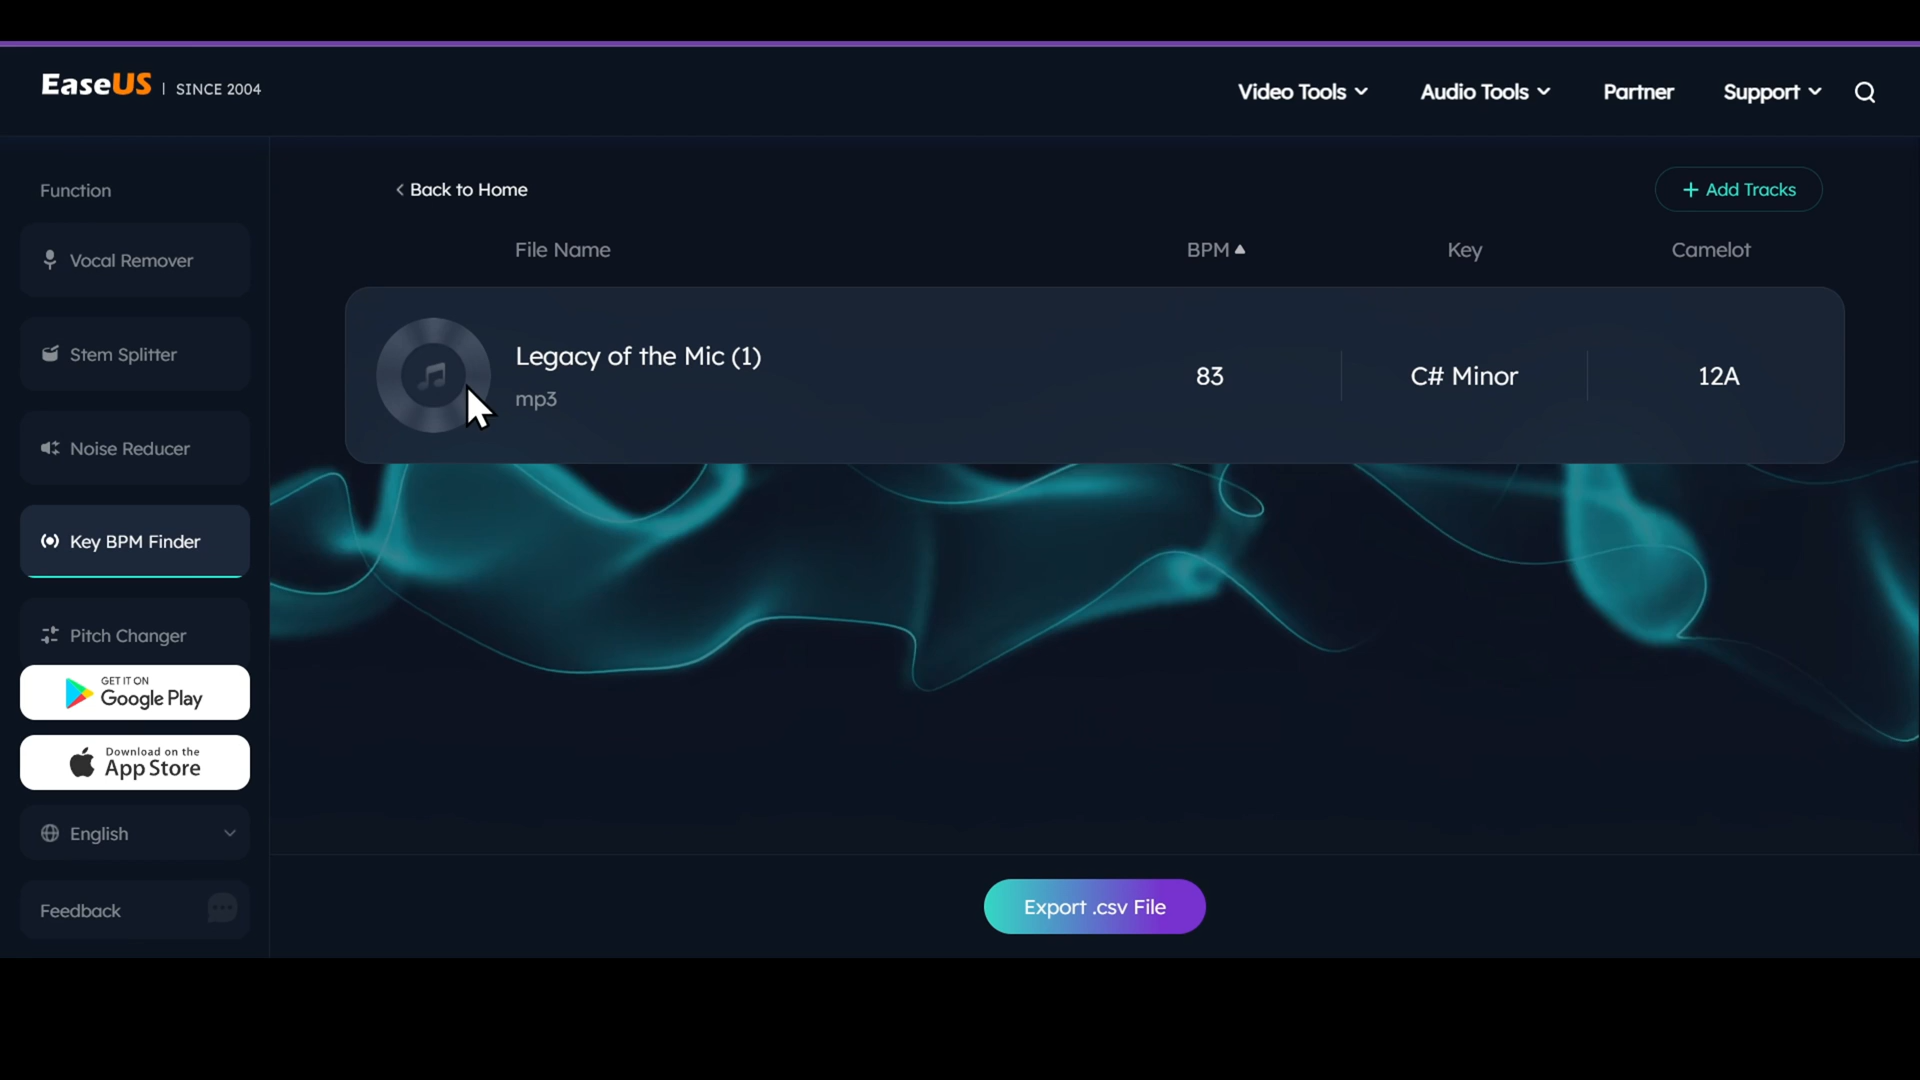 EaseUS | SINCE 2004
Video Tools
Audio Tools
Partner
Support
Function
Vocal Remover
Stem Splitter
Noise Reducer
Key BPM Finder
Pitch Changer
GET IT ON
Google Play
Download on the
App Store
English
Feedback
Back to Home
+ Add Tracks
File Name
BPM
Key
Camelot
Legacy of the Mic (1)
mp3
83
C# Minor
12A
Export .csv File